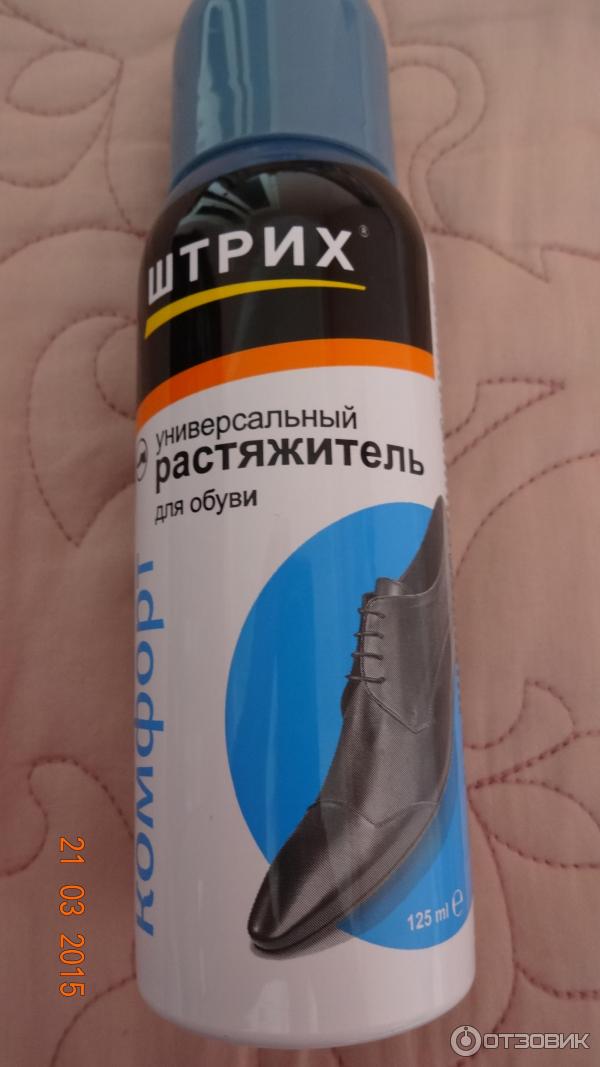 ШТРИХ®
универсальный
растяжитель
для обуви
комфорт
125 ml ℮
21 03 2015
ОТЗОВИК